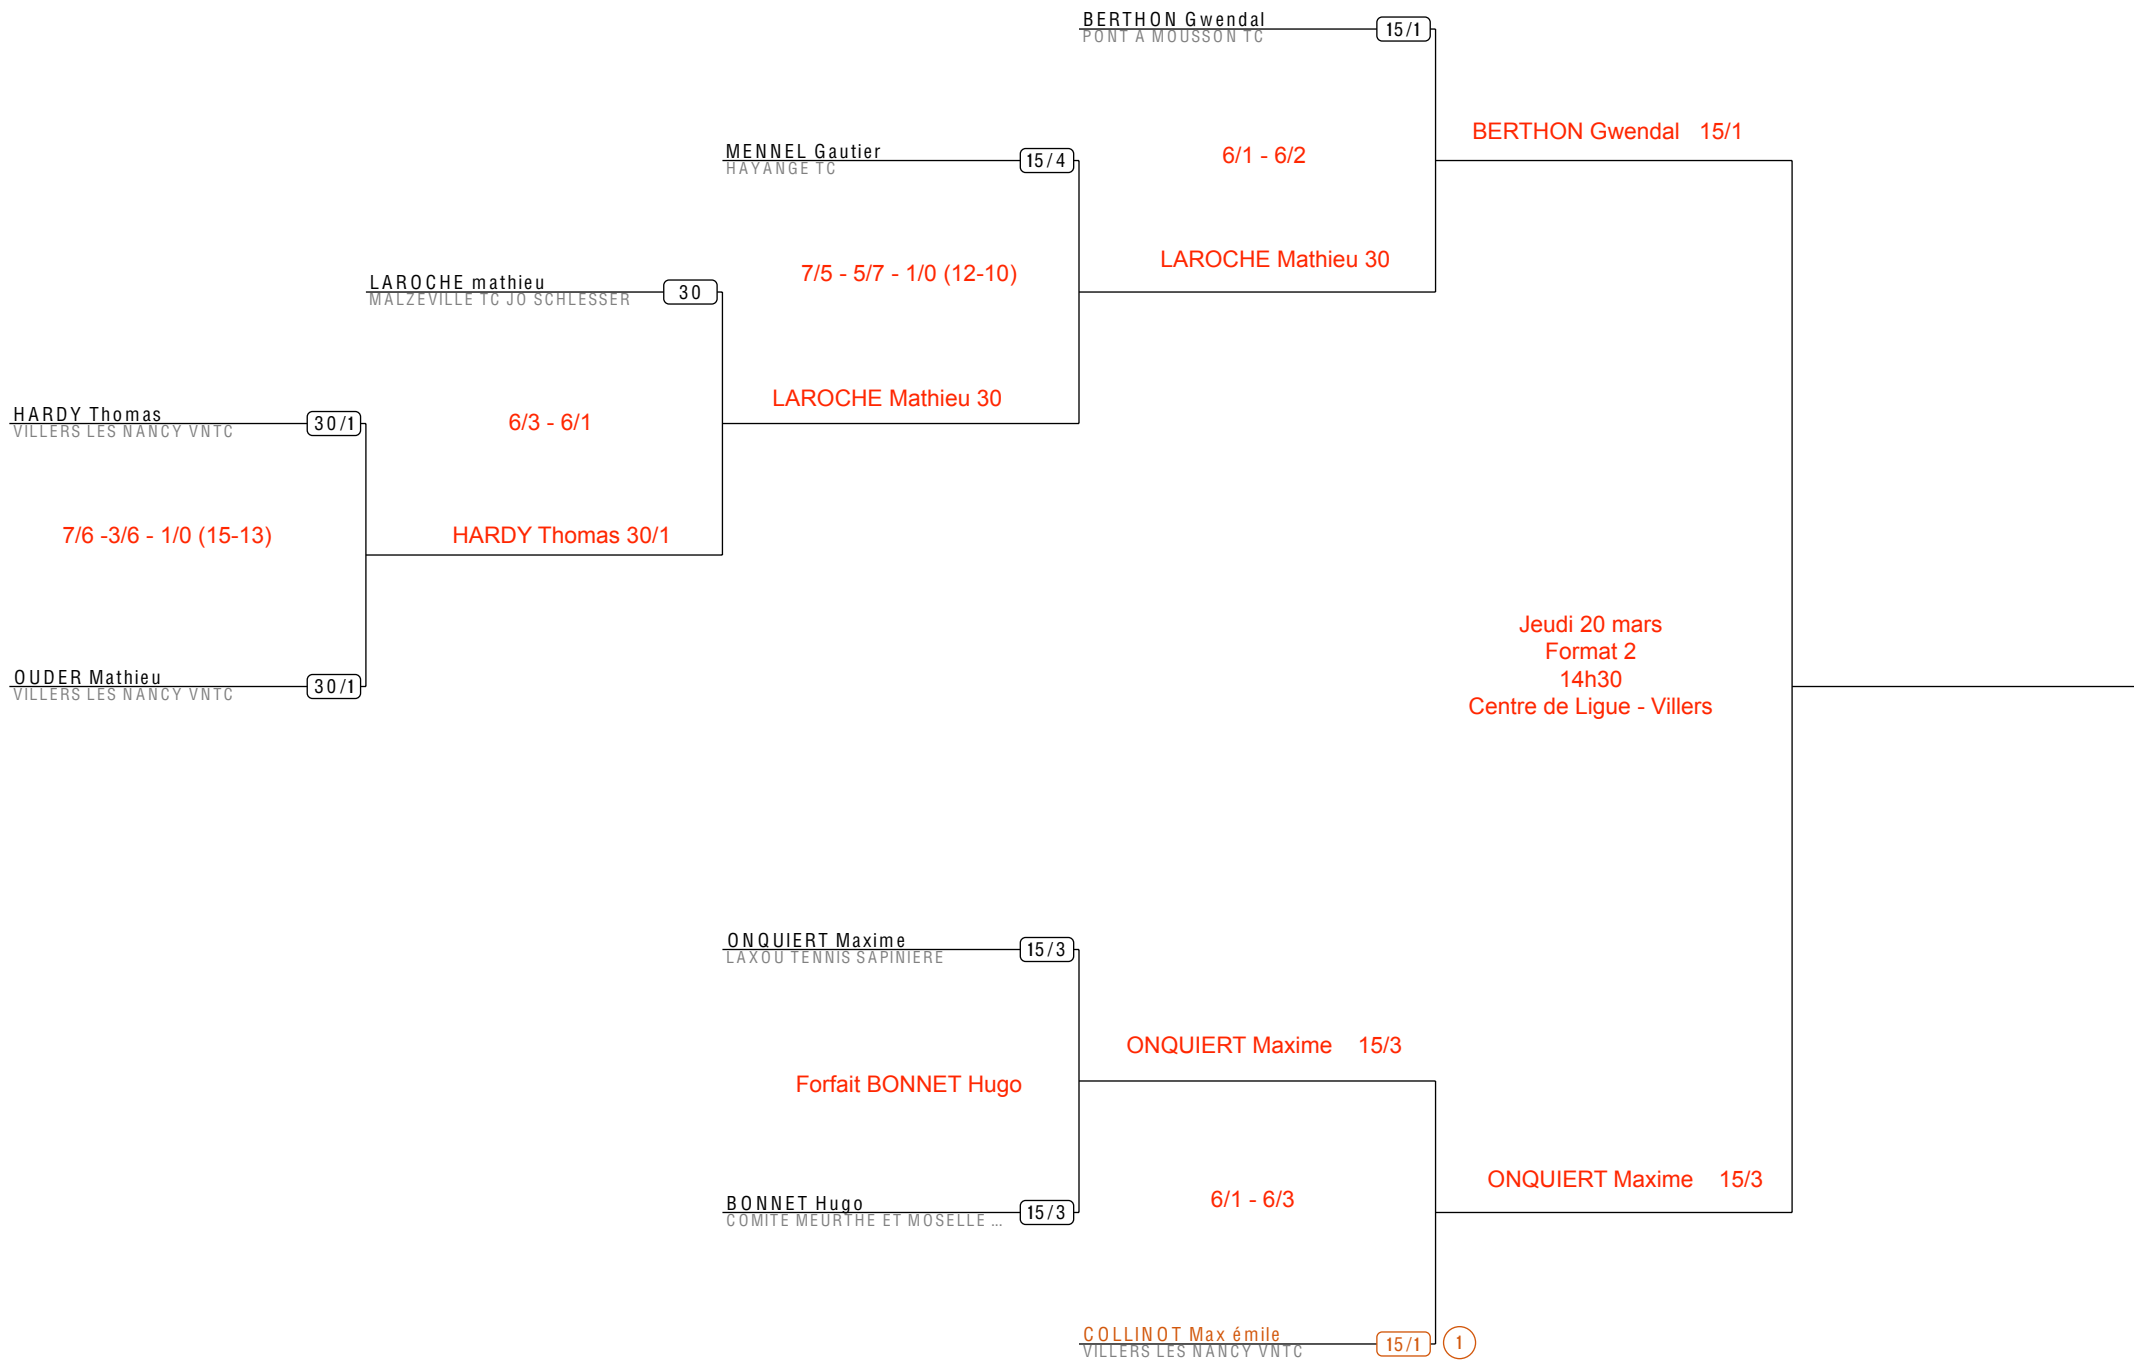 BERTHON Gwendal
PONT A MOUSSON TC
15/1
BERTHON Gwendal 15/1
MENNEL Gautier
HAYANGE TC
15/4
6/1 - 6/2
LAROCHE Mathieu 30
7/5 - 5/7 - 1/0 (12-10)
LAROCHE mathieu
MALZEVILLE TC JO SCHLESSER
30
LAROCHE Mathieu 30
HARDY Thomas
VILLERS LES NANCY VNTC
30/1
6/3 - 6/1
7/6 -3/6 - 1/0 (15-13)
HARDY Thomas 30/1
Jeudi 20 mars
Format 2
14h30
Centre de Ligue - Villers
OUDER Mathieu
VILLERS LES NANCY VNTC
30/1
ONQUIERT Maxime
LAXOU TENNIS SAPINIERE
15/3
ONQUIERT Maxime 15/3
Forfait BONNET Hugo
ONQUIERT Maxime 15/3
BONNET Hugo
COMITE MEURTHE ET MOSELLE ...
15/3
6/1 - 6/3
COLLINOT Max émile
VILLERS LES NANCY VNTC
15/1
1